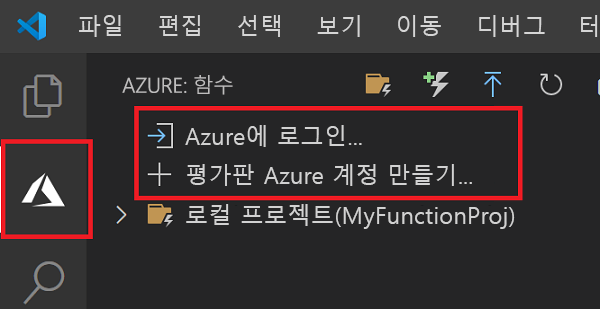 파일 편집 선택 보기 이동 디버그 터
AZURE: 함수
Azure에 로그인...
평가판 Azure 계정 만들기...
로컬 프로젝트(MyFunctionProj)